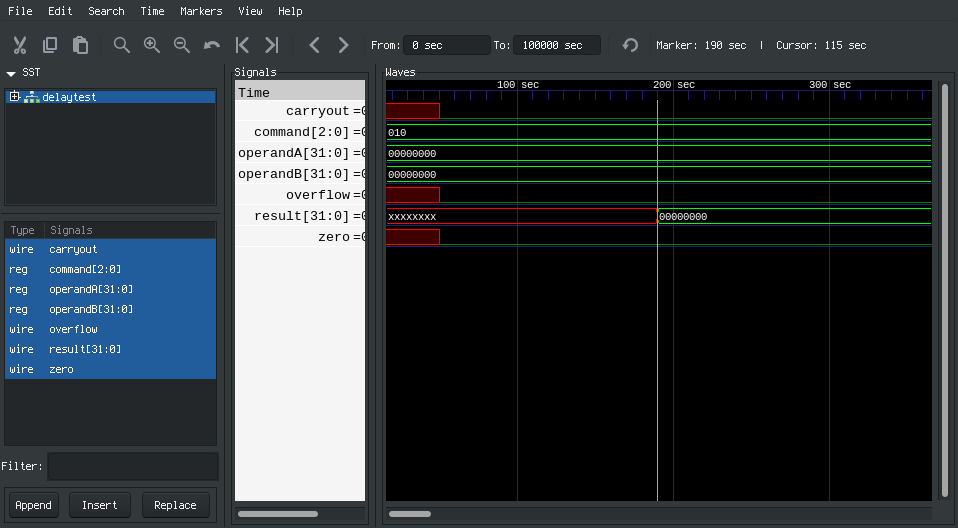 File Edit Search Time Markers View Help
From: 0 sec To: 100000 sec Marker: 190 sec | Cursor: 115 sec
SST
delaytest
Type Signals
wire carryout
reg command[2:0]
reg operandA[31:0]
reg operandB[31:0]
wire overflow
wire result[31:0]
wire zero
Filter:
Append Insert Replace
Signals
Time
carryout =0
command[2:0] =0
operandA[31:0] =0
operandB[31:0] =0
overflow =0
result[31:0] =0
zero =0
Waves
100 sec 200 sec 300 sec
010
00000000
00000000
xxxxxxxx 00000000